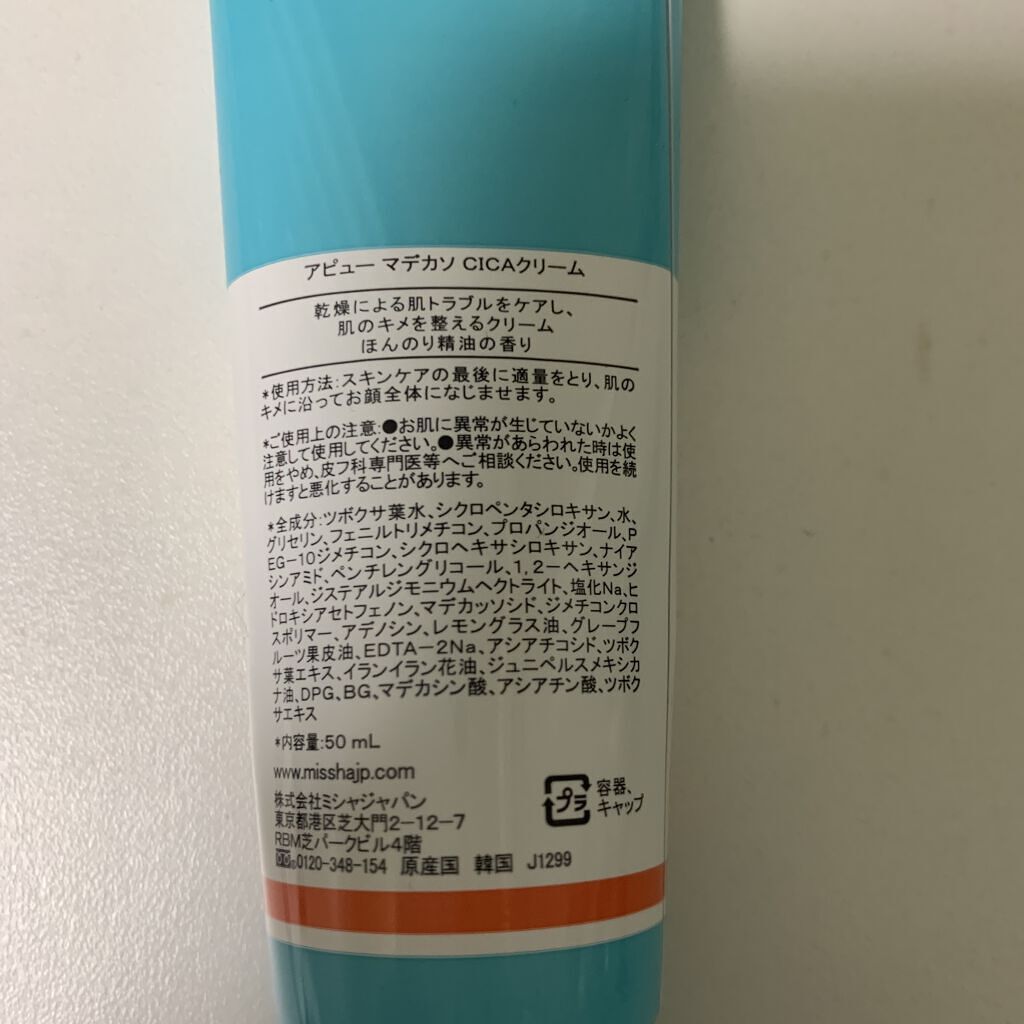 アピュー マデカソ CICAクリーム
乾燥による肌トラブルをケアし、
肌のキメを整えるクリーム
ほんのり精油の香り
*使用方法:スキンケアの最後に適量をとり、肌の
キメに沿ってお顔全体になじませます。
*ご使用上の注意:●お肌に異常が生じていないかよく
注意して使用してください。●異常があらわれた時は使
用をやめ、皮フ科専門医等へご相談ください。使用を続
けますと悪化することがあります。
*全成分:ツボクサ葉水、シクロペンタシロキサン、水、
グリセリン、フェニルトリメチコン、プロパンジオール、P
EG-10ジメチコン、シクロヘキサシロキサン、ナイア
シンアミド、ペンチレングリコール、1,2-ヘキサンジ
オール、ジステアルジモニウムヘクトライト、塩化Na、ヒ
ドロキシアセトフェノン、マデカッソシド、ジメチコンクロ
スポリマー、アデノシン、レモングラス油、グレープフ
ルーツ果皮油、EDTA-2Na、アシアチコシド、ツボク
サ葉エキス、イランイラン花油、ジュニペルスメキシカ
ナ油、DPG、BG、マデカシン酸、アシアチン酸、ツボク
サエキス
*内容量:50 mL
www.misshajp.com
株式会社ミシャジャパン
東京都港区芝大門2-12-7
RBM芝パークビル4階
0120-348-154 原産国 韓国 J1299
プラ
容器、
キャップ